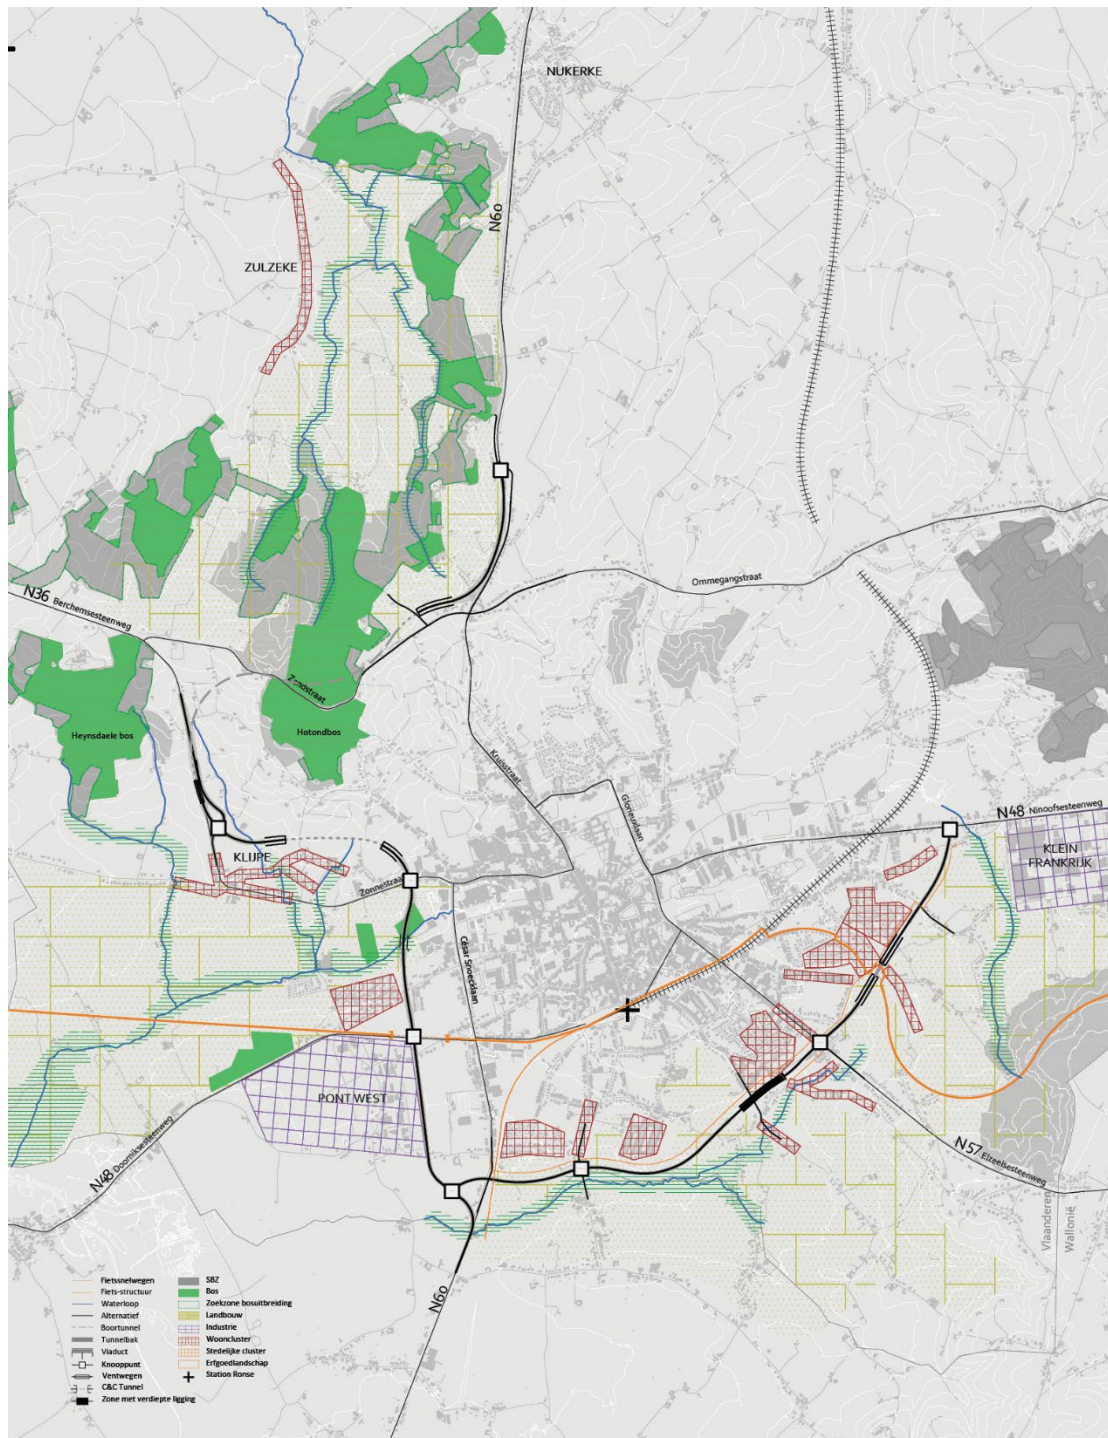 NUKERKE
N60
ZULZEKE
Ommegangstraat
N36 Berchemsesteenweg
Zandstraat
Heynsdaele bos
Hotondbos
Kruisstraat
Glorieuxlaan
N48 Ninoofsesteenweg
KLEIN
FRANKRIJK
KLIJPE
Zonnestraat
César Snoecklaan
PONT WEST
N48 Doorniksesteenweg
N57 Elzeelsesteenweg
Vlaanderen
Wallonië
N60
Fietssnelwegen
Fiets-structuur
Waterloop
Alternatief
Boortunnel
Tunnelbak
Viaduct
Knooppunt
Ventwegen
C&C Tunnel
Zone met verdiepte ligging
SBZ
Bos
Zoekzone bosuitbreiding
Landbouw
Industrie
Wooncluster
Stedelijke cluster
Erfgoedlandschap
Station Ronse